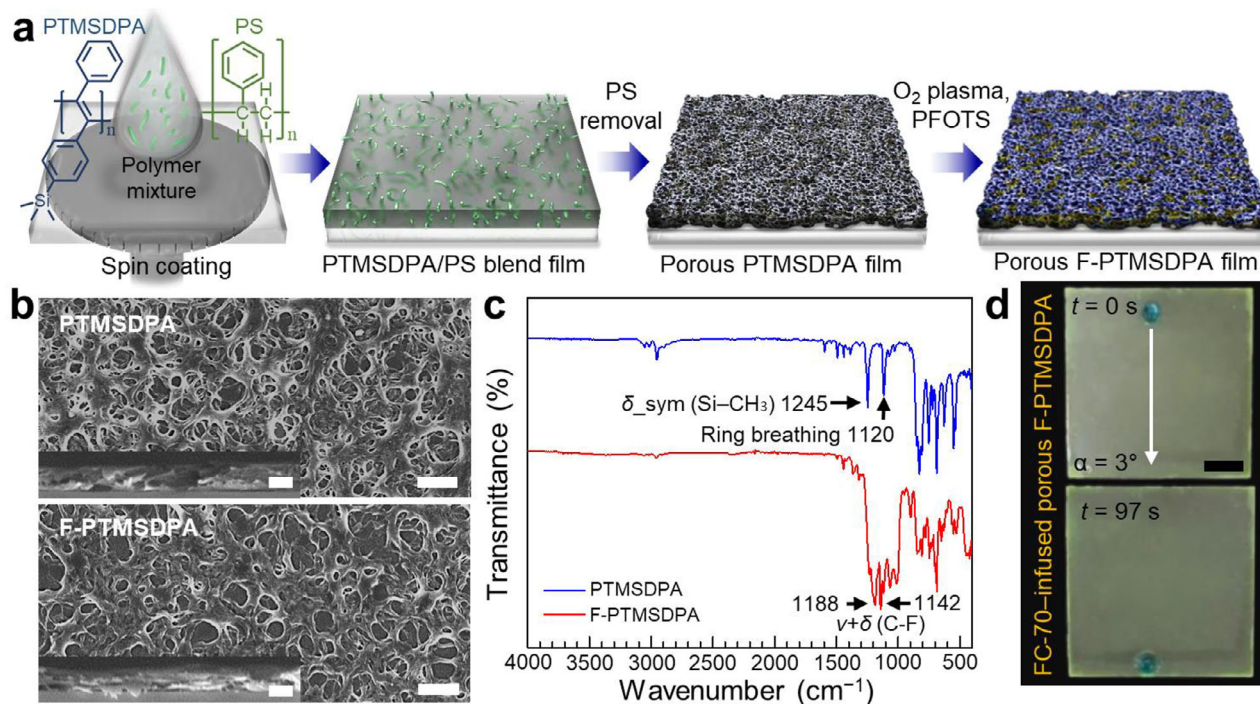 a
PTMSDPA
PS
n
Si
H
C
C
H
H
n
Polymer
mixture
Spin coating
PTMSDPA/PS blend film
PS
removal
Porous PTMSDPA film
O₂ plasma,
PFOTS
Porous F-PTMSDPA film
b
PTMSDPA
F-PTMSDPA
c
Transmittance (%)
δ_sym (Si–CH₃) 1245
Ring breathing 1120
PTMSDPA
F-PTMSDPA
1188
1142
ν+δ (C-F)
4000 3000 2500 2000 1500 1000 500
Wavenumber (cm⁻¹)
d
FC-70–infused porous F-PTMSDPA
t = 0 s
α = 3°
t = 97 s